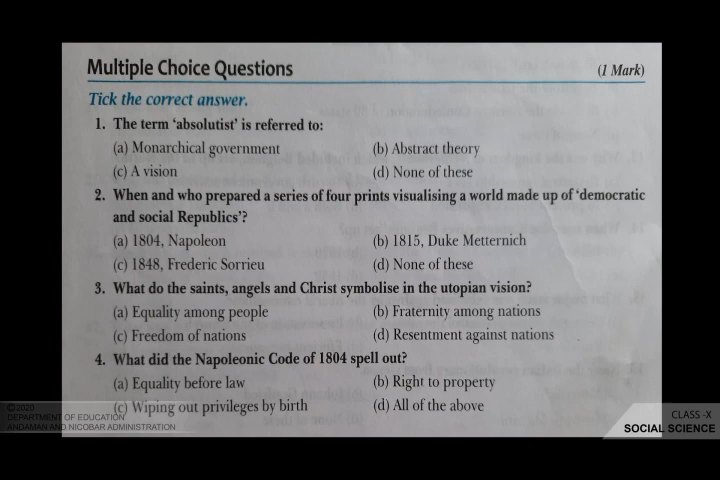 Multiple Choice Questions (1 Mark)
Tick the correct answer.
1. The term ‘absolutist’ is referred to:
(a) Monarchical government (b) Abstract theory
(c) A vision (d) None of these
2. When and who prepared a series of four prints visualising a world made up of ‘democratic
and social Republics’?
(a) 1804, Napoleon (b) 1815, Duke Metternich
(c) 1848, Frederic Sorrieu (d) None of these
3. What do the saints, angels and Christ symbolise in the utopian vision?
(a) Equality among people (b) Fraternity among nations
(c) Freedom of nations (d) Resentment against nations
4. What did the Napoleonic Code of 1804 spell out?
(a) Equality before law (b) Right to property
(c) Wiping out privileges by birth (d) All of the above
©2020
DEPARTMENT OF EDUCATION
ANDAMAN AND NICOBAR ADMINISTRATION
CLASS -X
SOCIAL SCIENCE